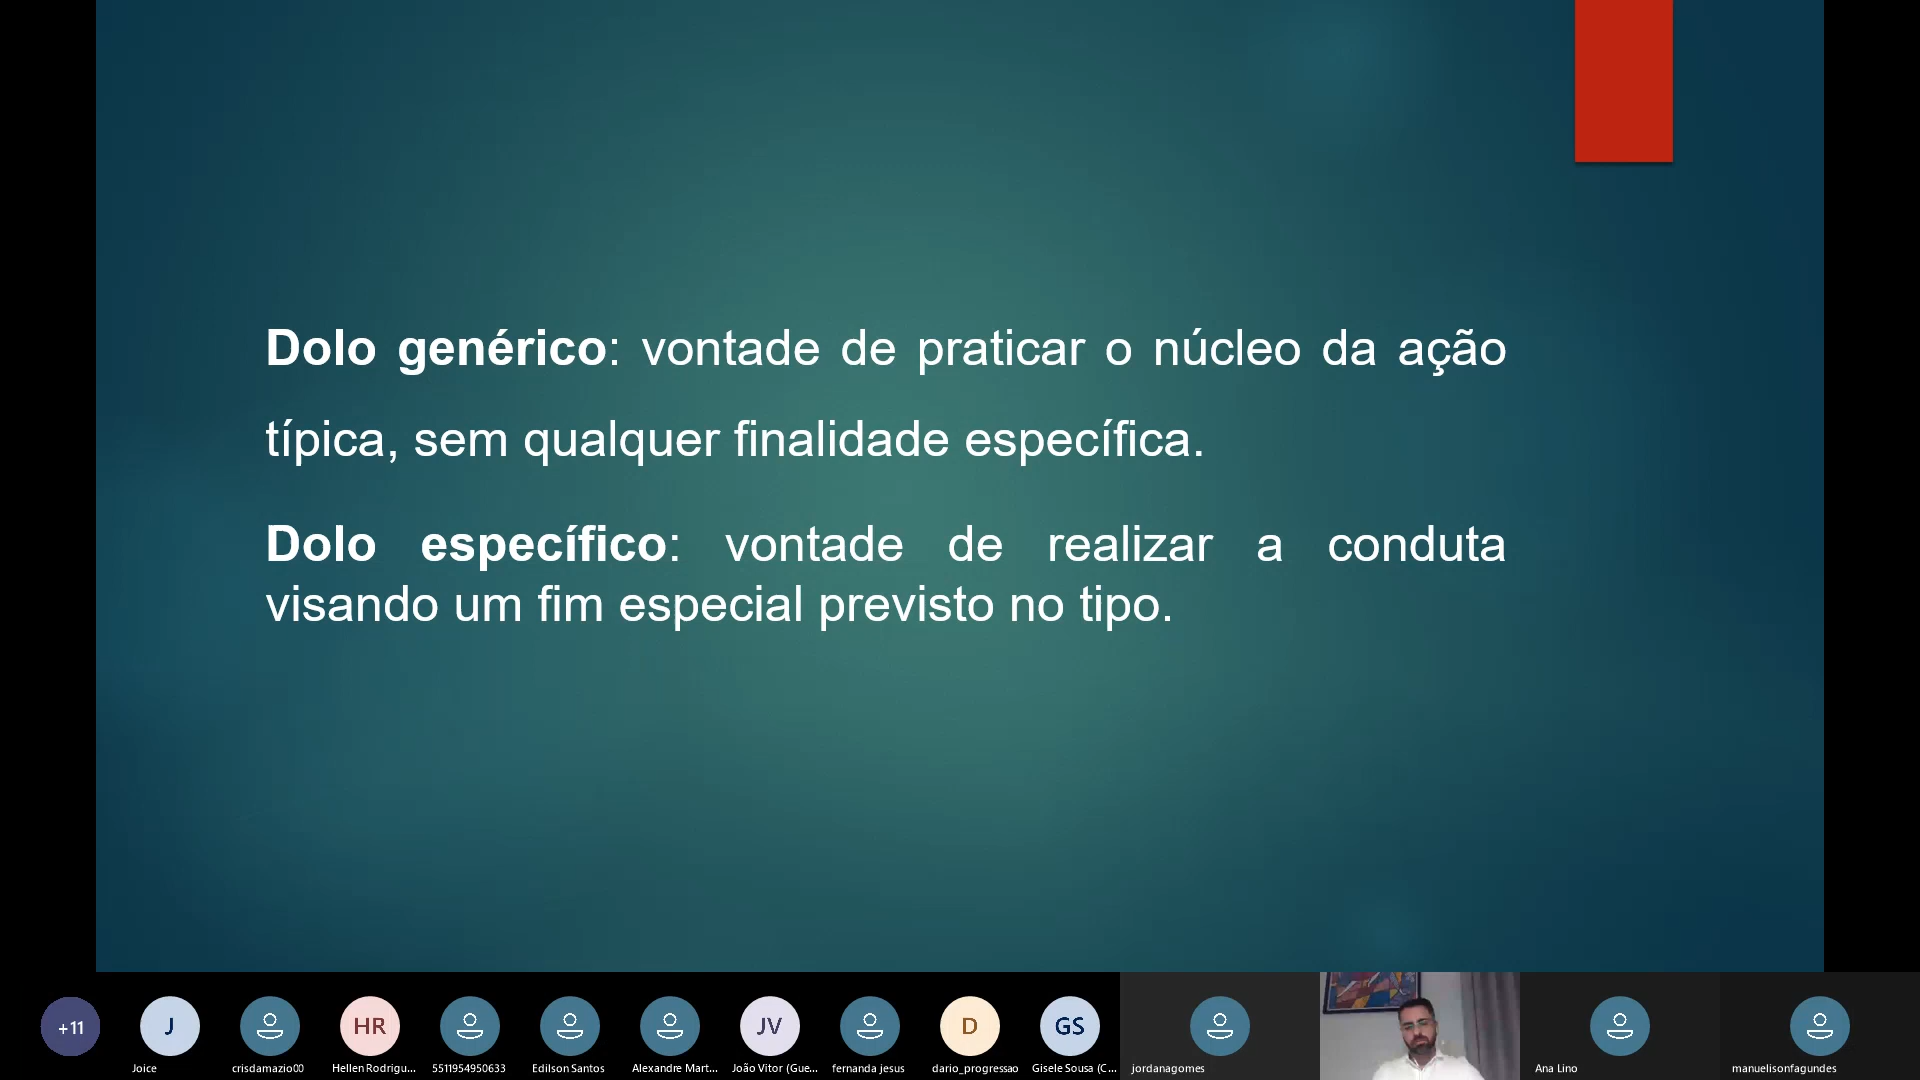 Dolo genérico: vontade de praticar o núcleo da ação
típica, sem qualquer finalidade específica.
Dolo específico: vontade de realizar a conduta
visando um fim especial previsto no tipo.
+11
J
HR
JV
D
GS
Joice
crisdamazio00
Hellen Rodrigu...
5511954950633
Edilson Santos
Alexandre Mart...
João Vitor (Gue...
fernanda jesus
dario_progressao
Gisele Sousa (C...
jordanagomes
Ana Lino
manuelisonfagundes